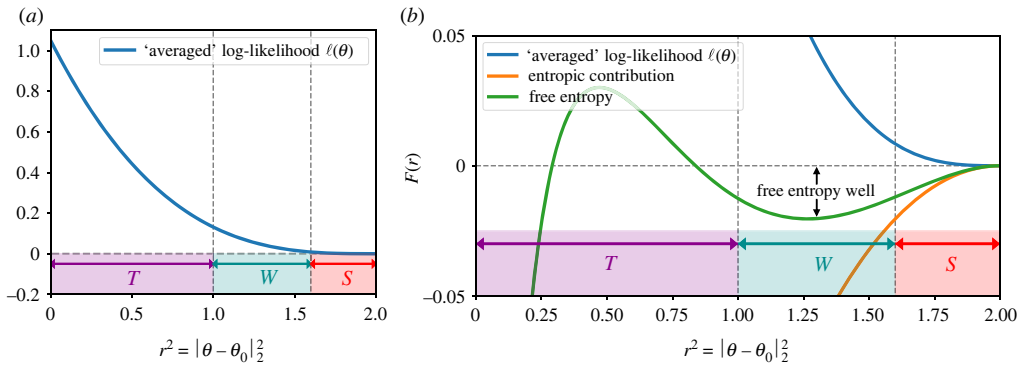 (a)
(b)
'averaged' log-likelihood ℓ(θ)
1.0
0.8
0.6
0.4
0.2
0
–0.2
T
W
S
0
0.5
1.0
1.5
2.0
r² = |θ – θ₀|₂²
'averaged' log-likelihood ℓ(θ)
entropic contribution
free entropy
0.05
0
–0.05
F(r)
free entropy well
T
W
S
0
0.25
0.50
0.75
1.00
1.25
1.50
1.75
2.00
r² = |θ – θ₀|₂²